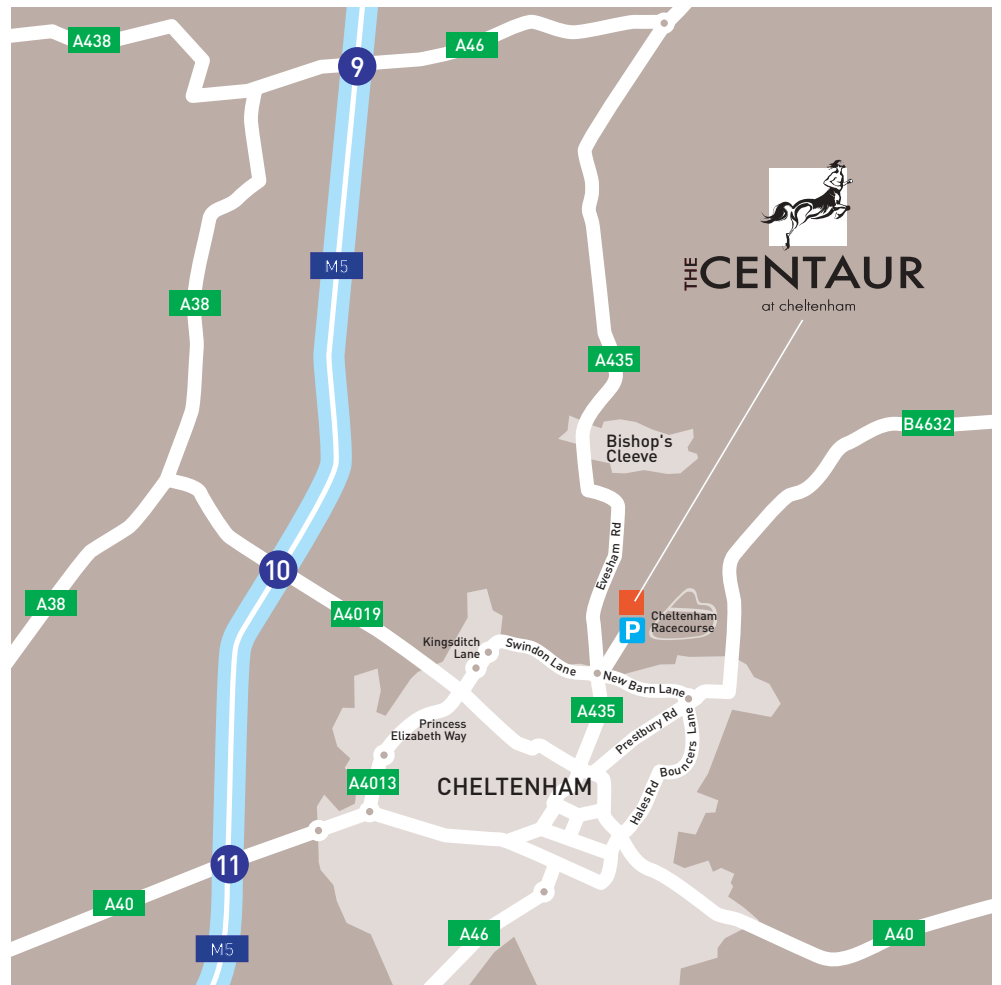 A438
A46
9
M5
THE
CENTAUR
at cheltenham
A38
A435
B4632
Bishop's
Cleeve
Evesham Rd
10
A38
A4019
P
Cheltenham
Racecourse
Kingsditch
Lane
Swindon Lane
New Barn Lane
A435
Prestbury Rd
Bouncers Lane
Princess
Elizabeth Way
A4013
CHELTENHAM
Hales Rd
11
A40
A46
A40
M5